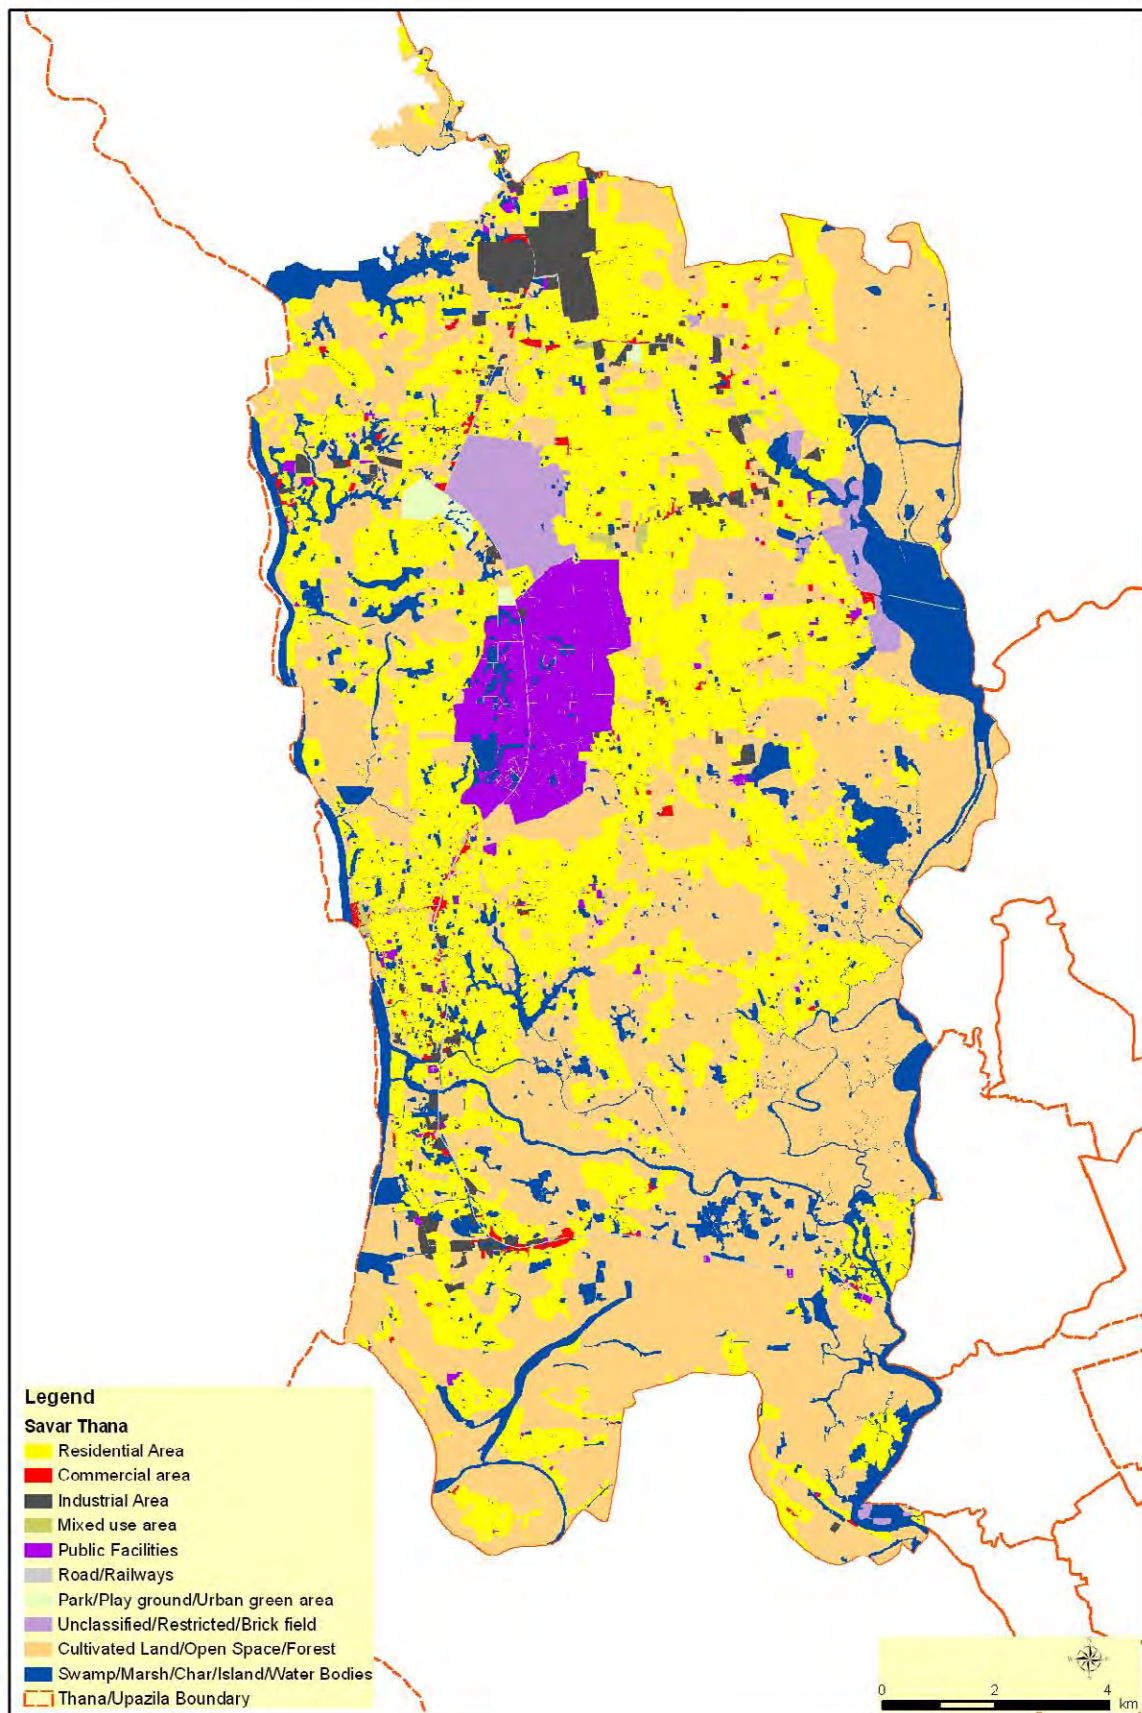 Legend
Savar Thana
Residential Area
Commercial area
Industrial Area
Mixed use area
Public Facilities
Road/Railways
Park/Play ground/Urban green area
Unclassified/Restricted/Brick field
Cultivated Land/Open Space/Forest
Swamp/Marsh/Char/Island/Water Bodies
Thana/Upazila Boundary
N
W E
S
0 2 4
km